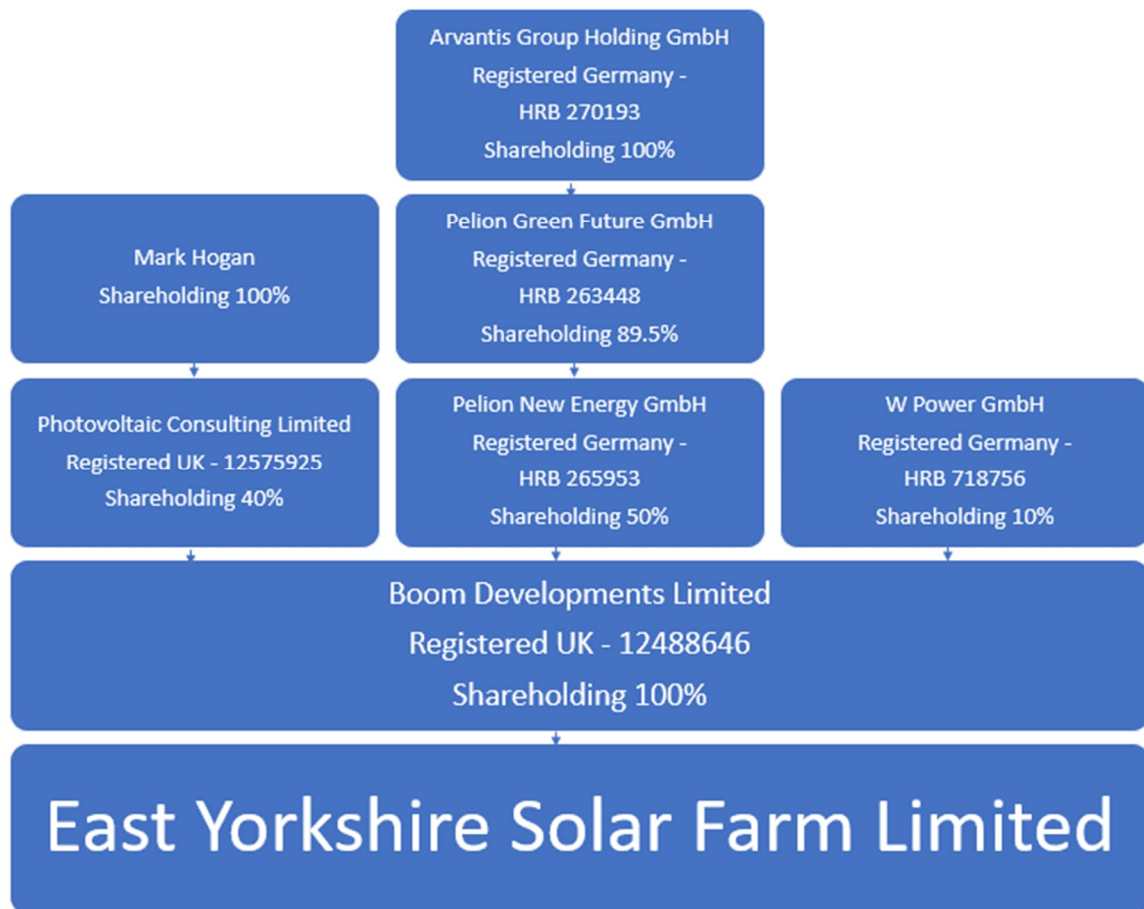 Arvantis Group Holding GmbH
Registered Germany -
HRB 270193
Shareholding 100%
Mark Hogan
Shareholding 100%
Pelion Green Future GmbH
Registered Germany -
HRB 263448
Shareholding 89.5%
Photovoltaic Consulting Limited
Registered UK - 12575925
Shareholding 40%
Pelion New Energy GmbH
Registered Germany -
HRB 265953
Shareholding 50%
W Power GmbH
Registered Germany -
HRB 718756
Shareholding 10%
Boom Developments Limited
Registered UK - 12488646
Shareholding 100%
East Yorkshire Solar Farm Limited